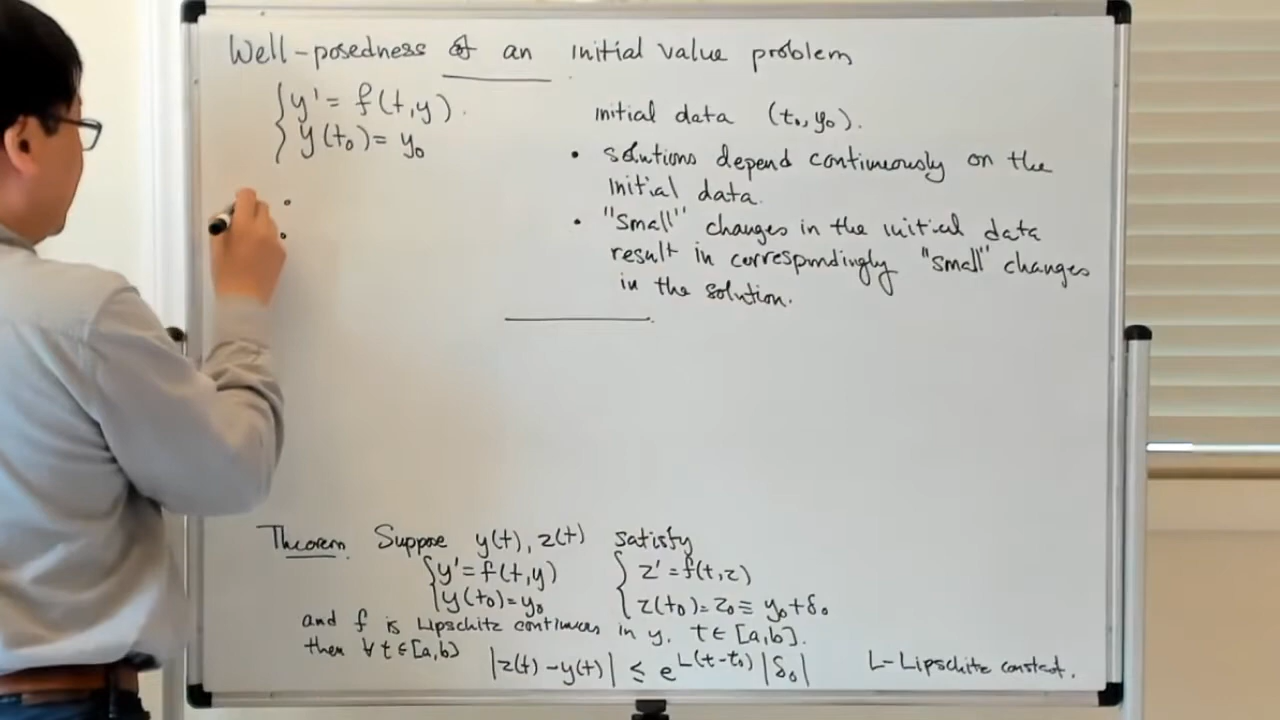 Well-posedness of an initial value problem
{ y' = f(t,y).
y(t₀) = y₀
initial data (t₀, y₀).
• solutions depend continuously on the
initial data.
• "small" changes in the initial data
result in correspondingly "small" changes
in the solution.
Theorem. Suppose y(t), z(t) satisfy
{ y' = f(t,y) { z' = f(t,z)
y(t₀) = y₀ z(t₀) = z₀ ≡ y₀ + δ₀
and f is Lipschitz continuous in y, t ∈ [a,b].
then ∀ t ∈ [a,b]
|z(t) - y(t)| ≤ e^{L(t-t₀)} |δ₀| L-Lipschitz constant.